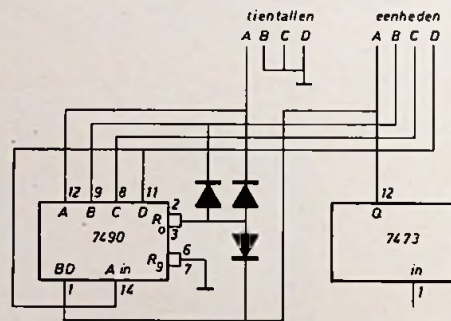 tientallen eenheden
A B C D A B C D
12 9 8 11 2 12
A B C D R0 3 Q
7490 6 7473
R9 7
BD A in in
1 14 1